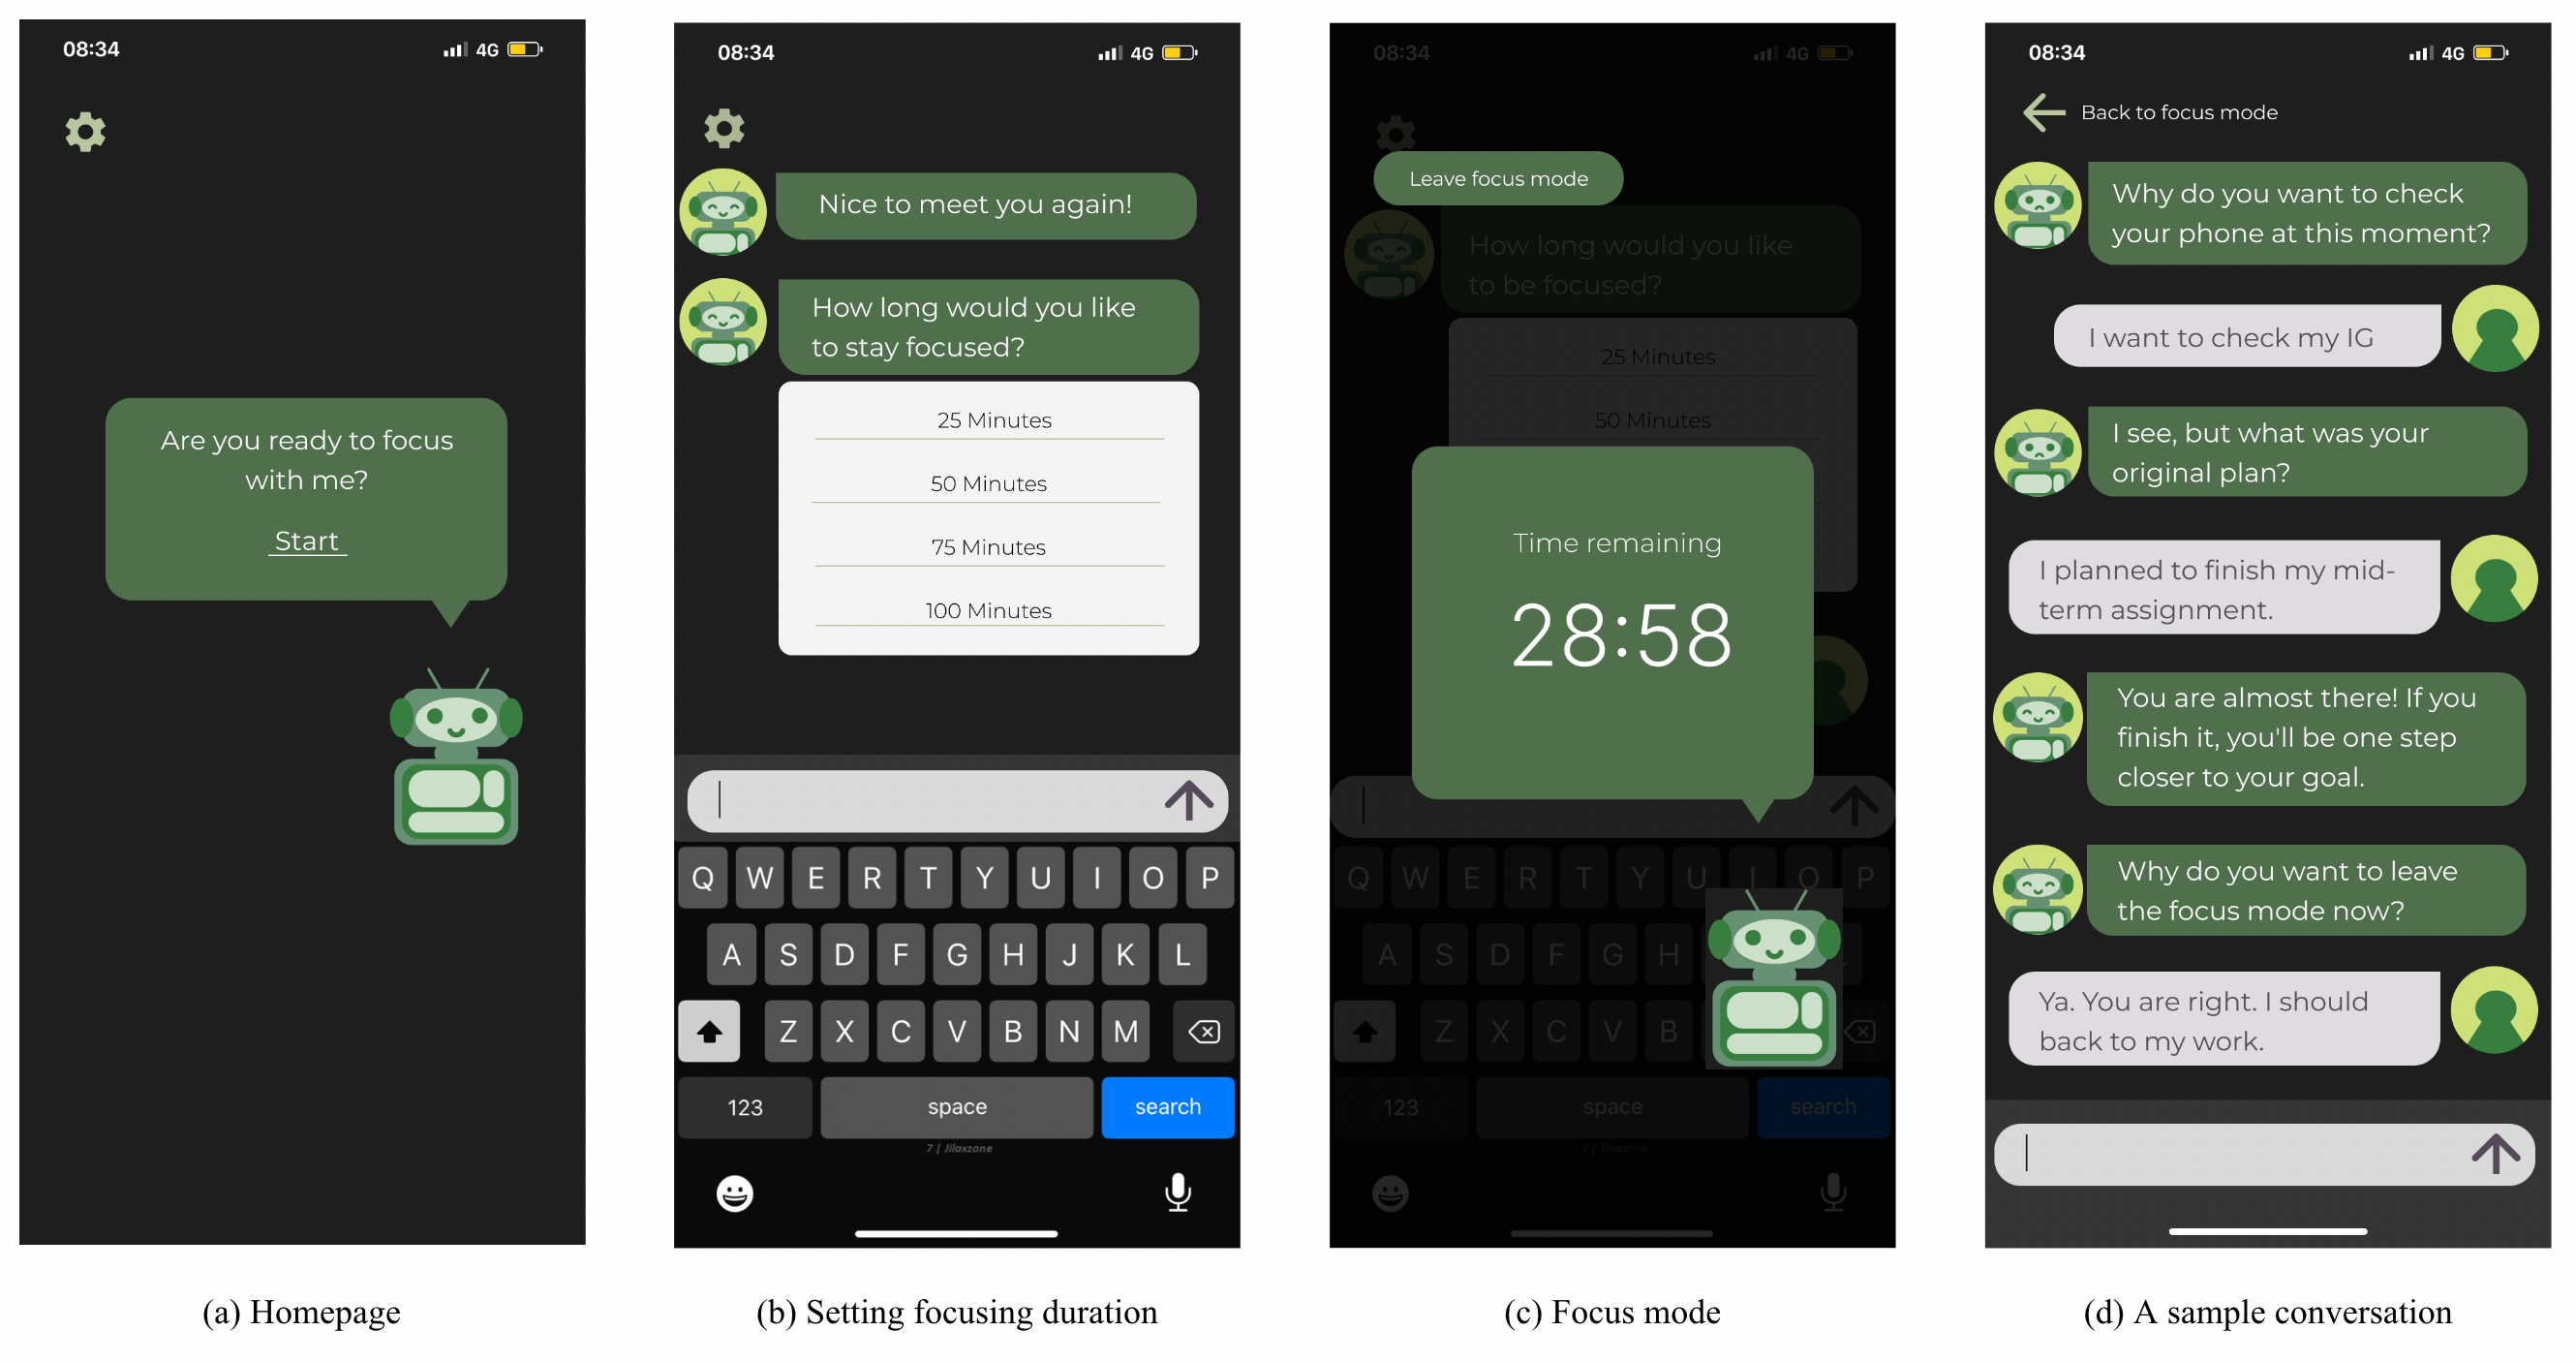 08:34
4G
Are you ready to focus
with me?
Start
(a) Homepage
08:34
4G
Nice to meet you again!
How long would you like
to stay focused?
25 Minutes
50 Minutes
75 Minutes
100 Minutes
Q W E R T Y U I O P
A S D F G H J K L
Z X C V B N M
123 space search
7 | Jilaxzone
(b) Setting focusing duration
08:34
4G
Leave focus mode
How long would you like
to be focused?
25 Minutes
50 Minutes
Time remaining
28:58
Q W E R T Y U I O P
A S D F G H
Z X C V B
123 space search
7 | Jilaxzone
(c) Focus mode
08:34
4G
Back to focus mode
Why do you want to check
your phone at this moment?
I want to check my IG
I see, but what was your
original plan?
I planned to finish my mid-
term assignment.
You are almost there! If you
finish it, you'll be one step
closer to your goal.
Why do you want to leave
the focus mode now?
Ya. You are right. I should
back to my work.
(d) A sample conversation